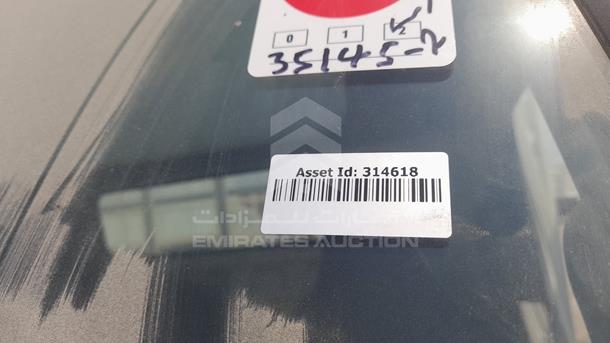 0 1 2
35145-2
Asset Id: 314618
الإمارات للمزادات
EMIRATES AUCTION